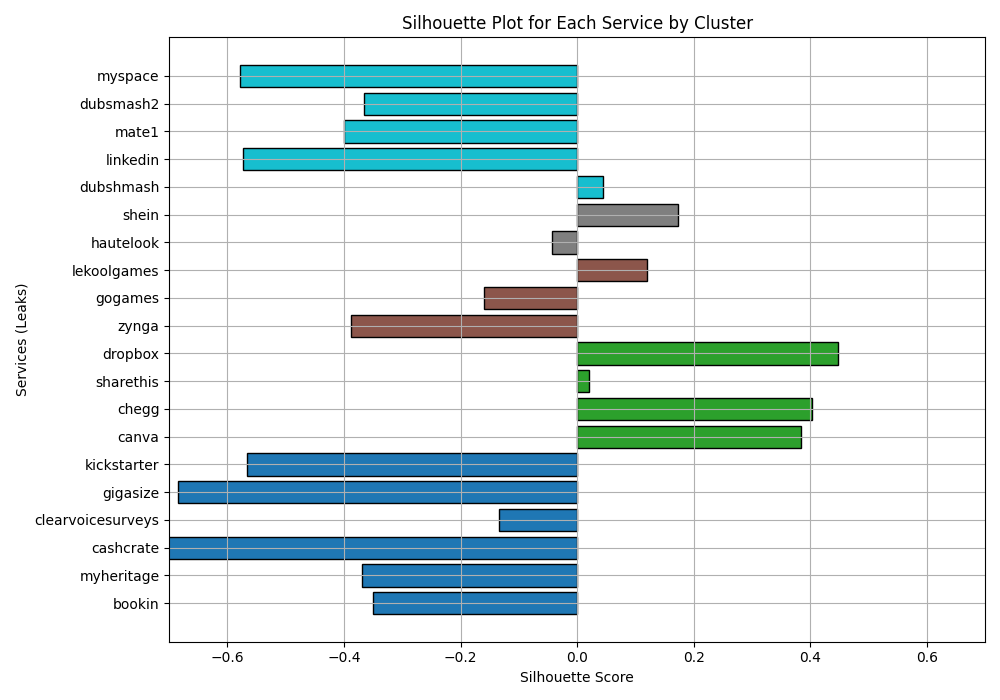 Silhouette Plot for Each Service by Cluster
Services (Leaks)
myspace
dubsmash2
mate1
linkedin
dubshmash
shein
hautelook
lekoolgames
gogames
zynga
dropbox
sharethis
chegg
canva
kickstarter
gigasize
clearvoicesurveys
cashcrate
myheritage
bookin
−0.6 −0.4 −0.2 0.0 0.2 0.4 0.6
Silhouette Score